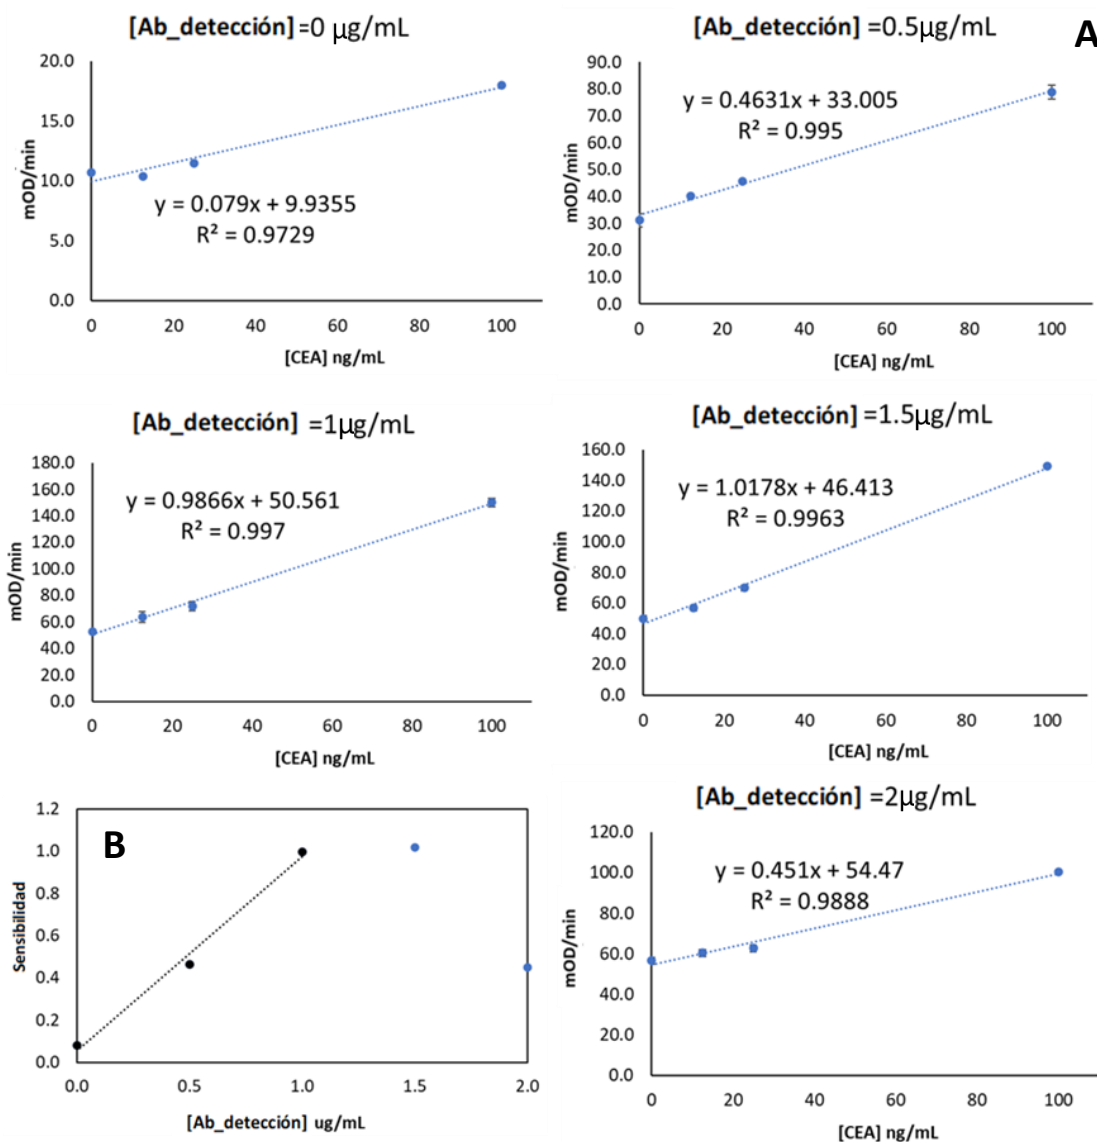 [Ab_detección] =0 µg/mL
20.0
15.0
10.0
5.0
0.0
mOD/min
y = 0.079x + 9.9355
R² = 0.9729
0 20 40 60 80 100
[CEA] ng/mL
[Ab_detección] =0.5µg/mL
A
90.0
80.0
70.0
60.0
50.0
40.0
30.0
20.0
10.0
0.0
mOD/min
y = 0.4631x + 33.005
R² = 0.995
0 20 40 60 80 100
[CEA] ng/mL
[Ab_detección] =1µg/mL
180.0
160.0
140.0
120.0
100.0
80.0
60.0
40.0
20.0
0.0
mOD/min
y = 0.9866x + 50.561
R² = 0.997
0 20 40 60 80 100
[CEA] ng/mL
[Ab_detección] =1.5µg/mL
160.0
140.0
120.0
100.0
80.0
60.0
40.0
20.0
0.0
mOD/min
y = 1.0178x + 46.413
R² = 0.9963
0 20 40 60 80 100
[CEA] ng/mL
B
1.2
1.0
0.8
0.6
0.4
0.2
0.0
Sensibilidad
0.0 0.5 1.0 1.5 2.0
[Ab_detección] ug/mL
[Ab_detección] =2µg/mL
120.0
100.0
80.0
60.0
40.0
20.0
0.0
mOD/min
y = 0.451x + 54.47
R² = 0.9888
0 20 40 60 80 100
[CEA] ng/mL